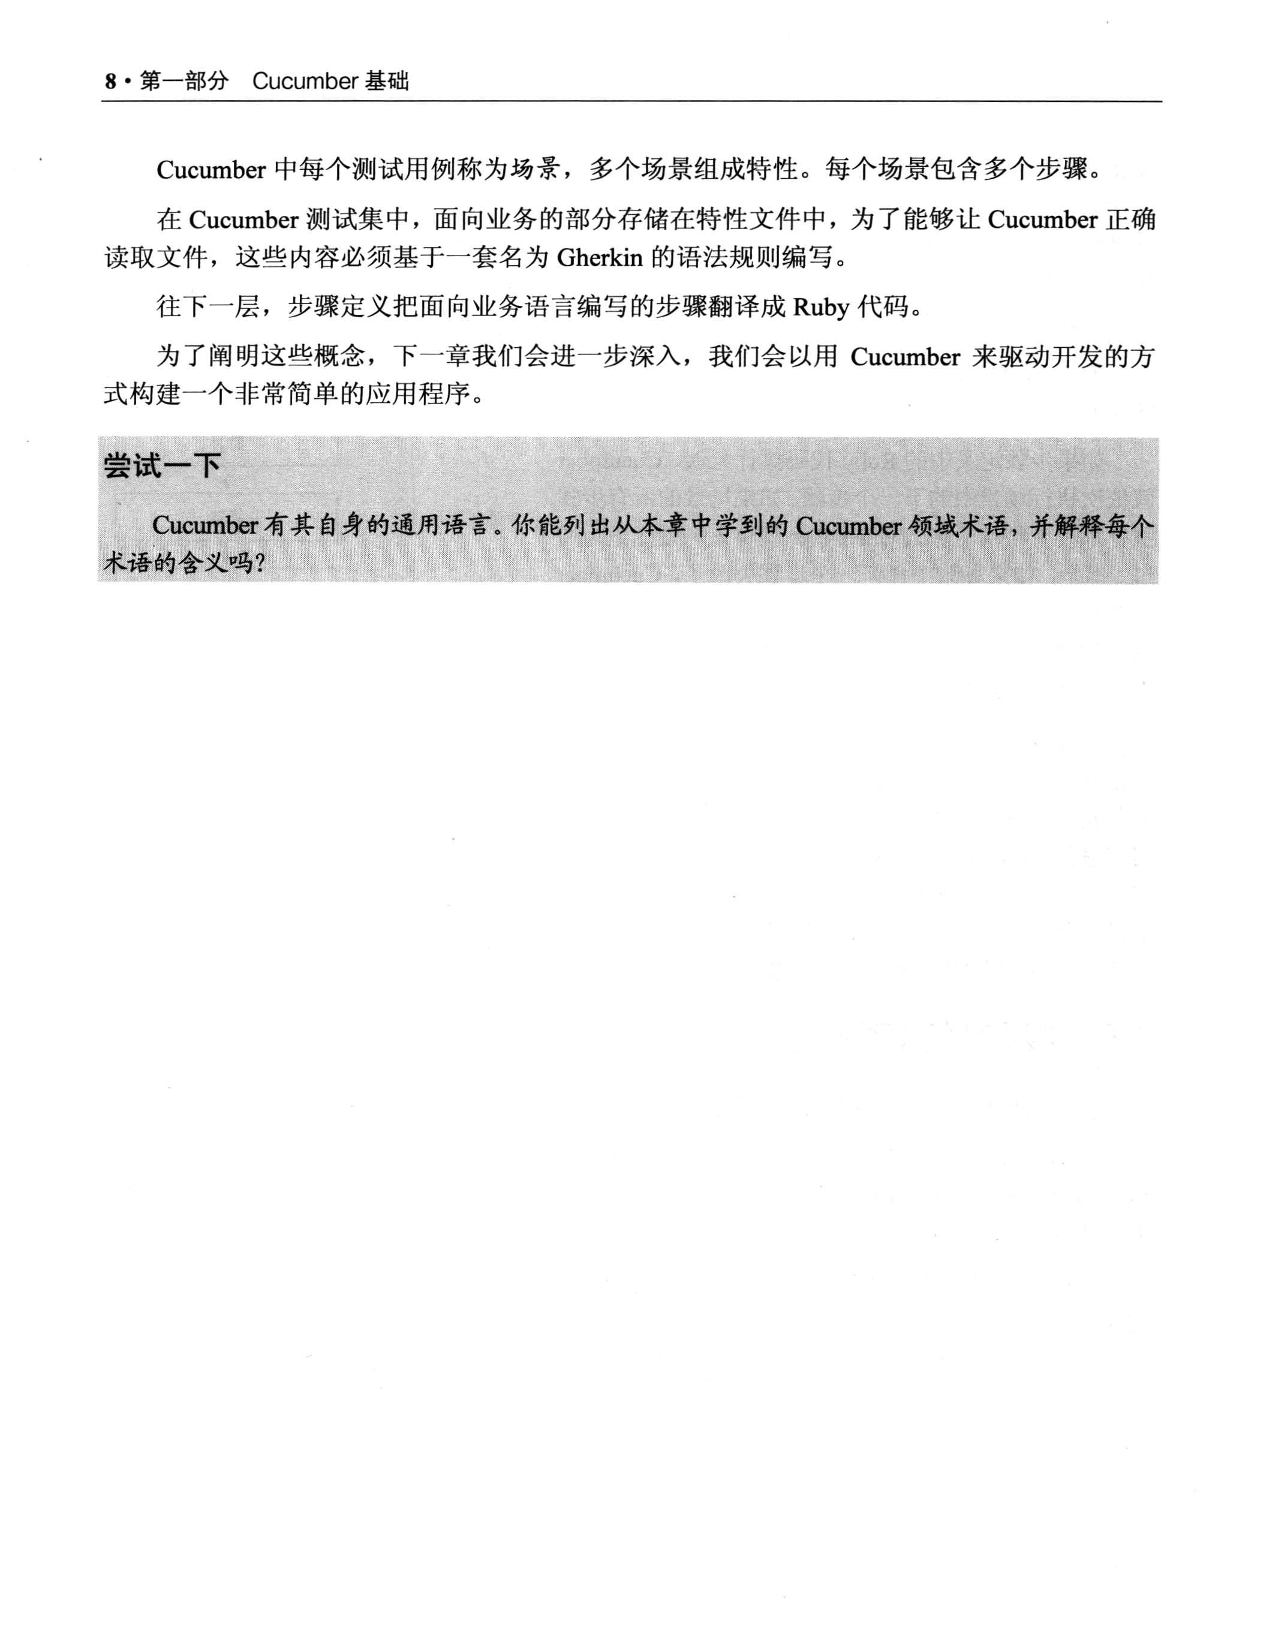 8·第一部分 Cucumber 基础
Cucumber 中每个测试用例称为场景，多个场景组成特性。每个场景包含多个步骤。
在 Cucumber 测试集中，面向业务的部分存储在特性文件中，为了能够让 Cucumber 正确
读取文件，这些内容必须基于一套名为 Gherkin 的语法规则编写。
往下一层，步骤定义把面向业务语言编写的步骤翻译成 Ruby 代码。
为了阐明这些概念，下一章我们会进一步深入，我们会以用 Cucumber 来驱动开发的方
式构建一个非常简单的应用程序。
尝试一下
Cucumber 有其自身的通用语言。你能列出从本章中学到的 Cucumber 领域术语，并解释每个
术语的含义吗？